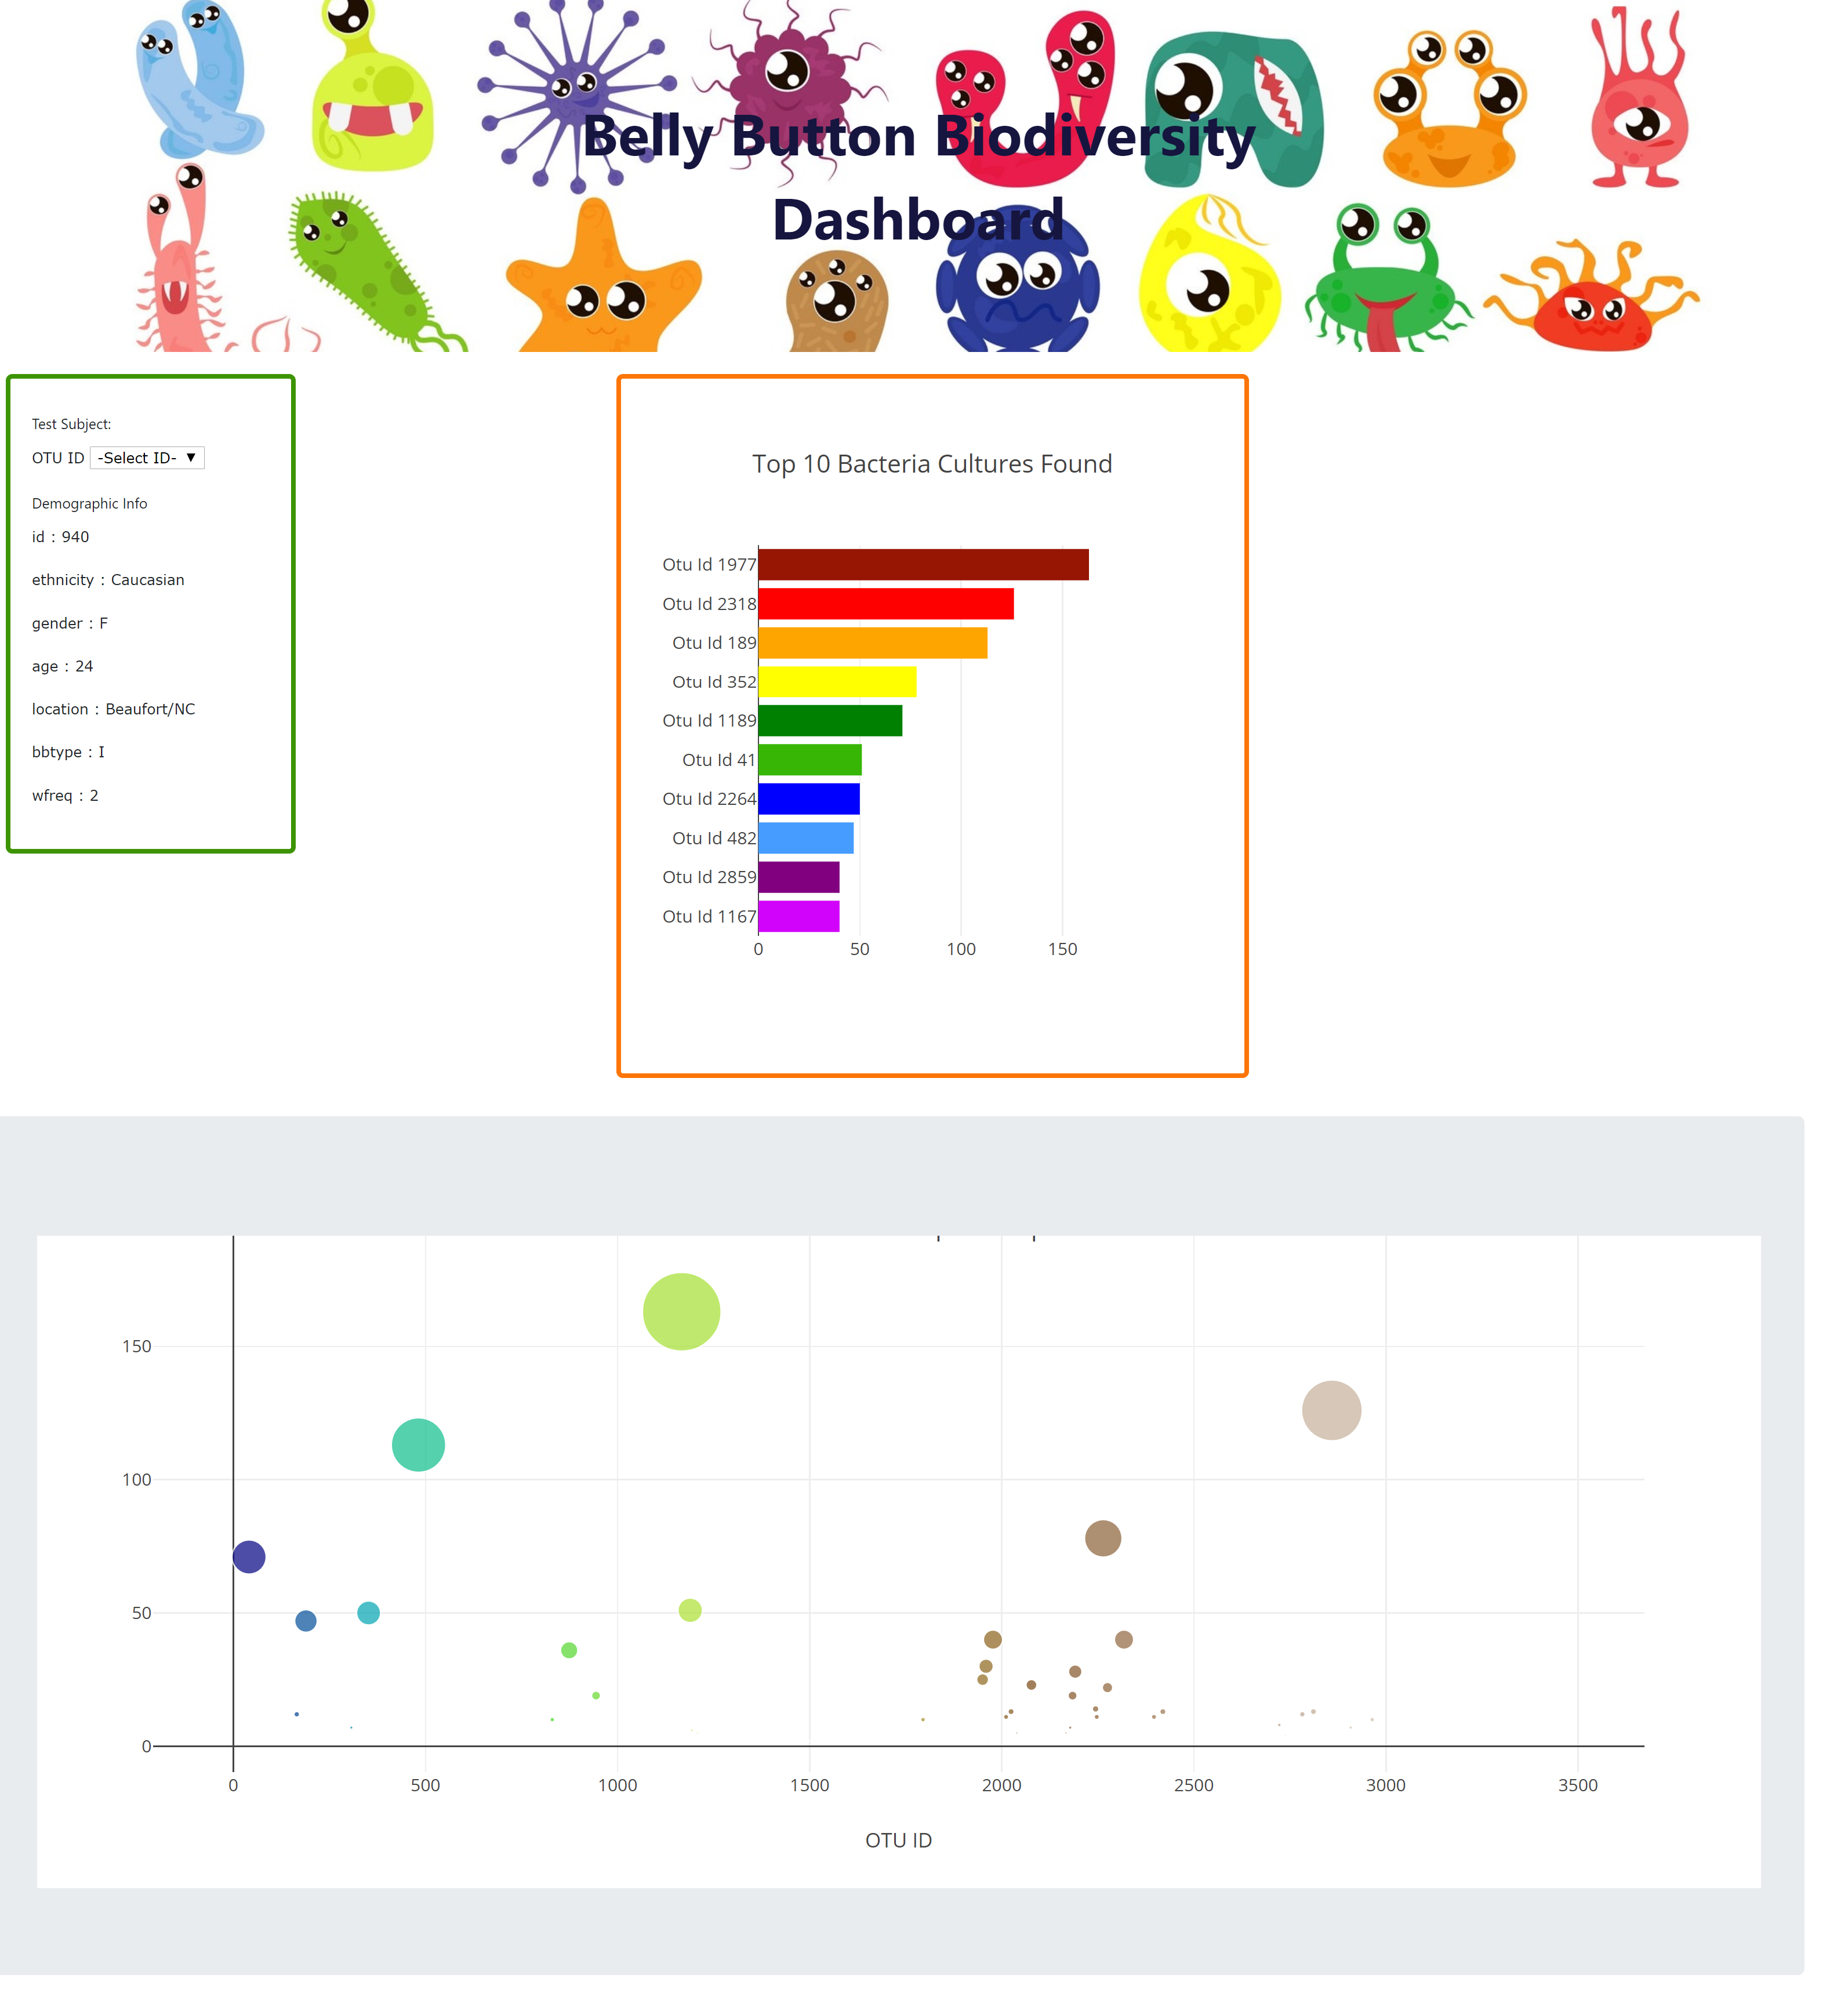 Belly Button Biodiversity
Dashboard
Test Subject:
OTU ID -Select ID- ▼
Demographic Info
id : 940
ethnicity : Caucasian
gender : F
age : 24
location : Beaufort/NC
bbtype : I
wfreq : 2
Top 10 Bacteria Cultures Found
Otu Id 1977
Otu Id 2318
Otu Id 189
Otu Id 352
Otu Id 1189
Otu Id 41
Otu Id 2264
Otu Id 482
Otu Id 2859
Otu Id 1167
0 50 100 150
150
100
50
0
0 500 1000 1500 2000 2500 3000 3500
OTU ID